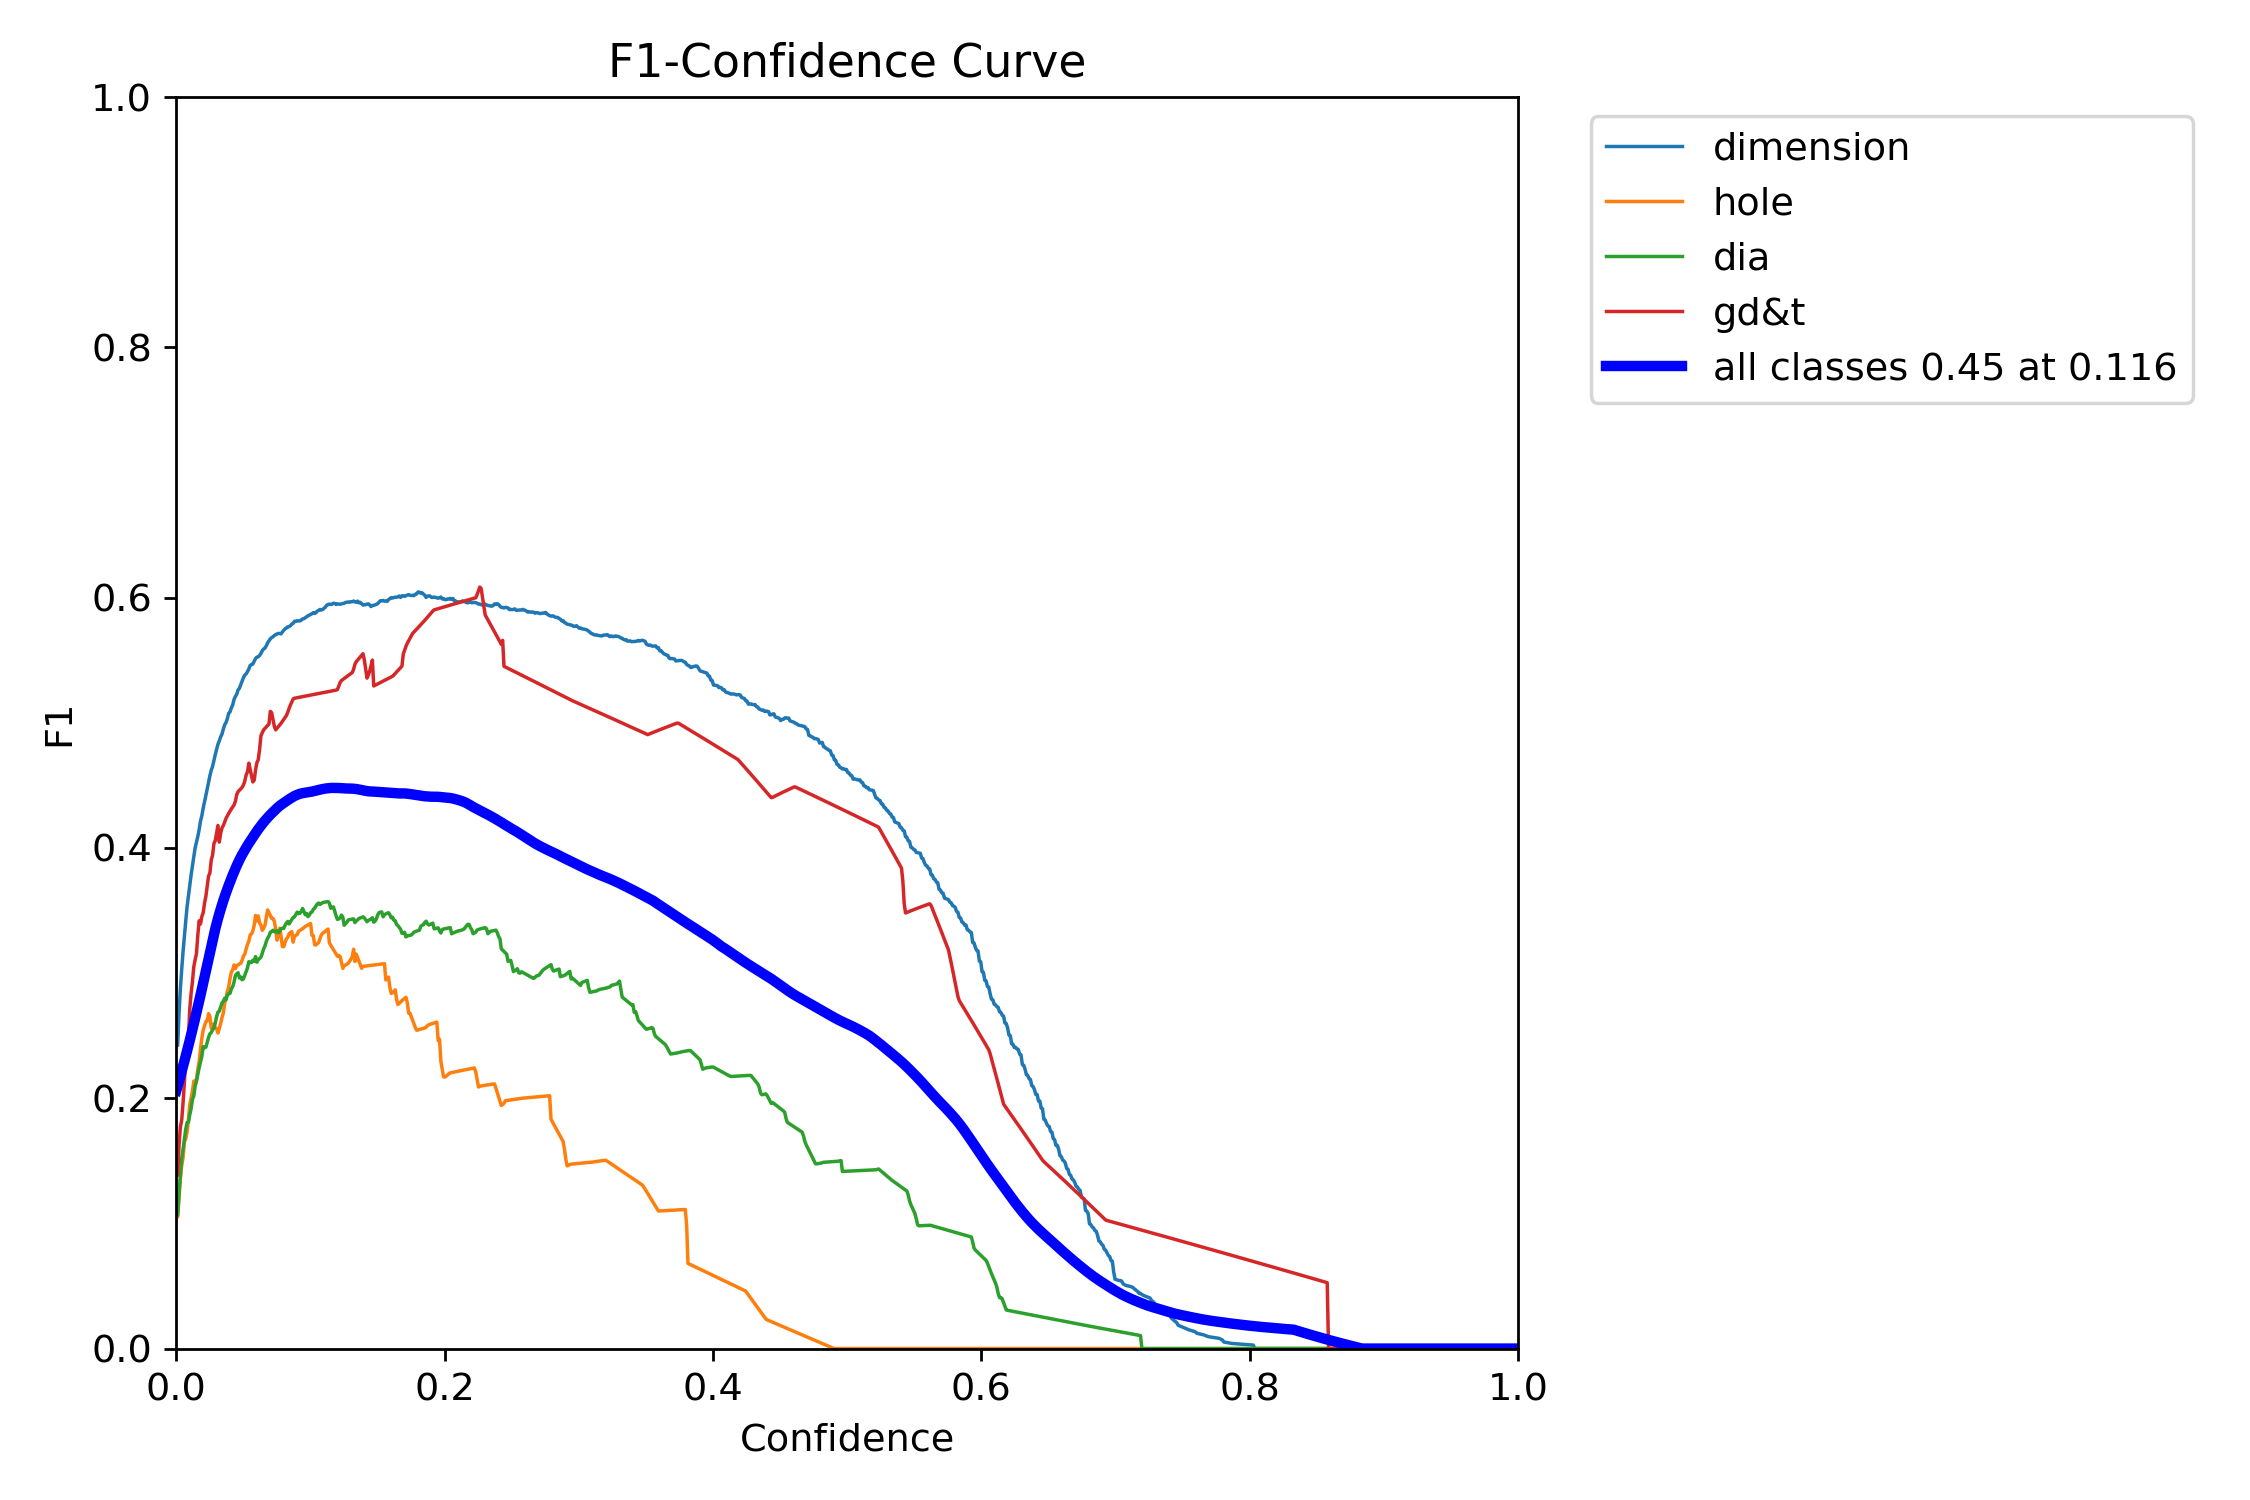 F1-Confidence Curve
1.0
0.8
0.6
0.4
0.2
0.0
F1
0.0 0.2 0.4 0.6 0.8 1.0
Confidence
dimension
hole
dia
gd&t
all classes 0.45 at 0.116